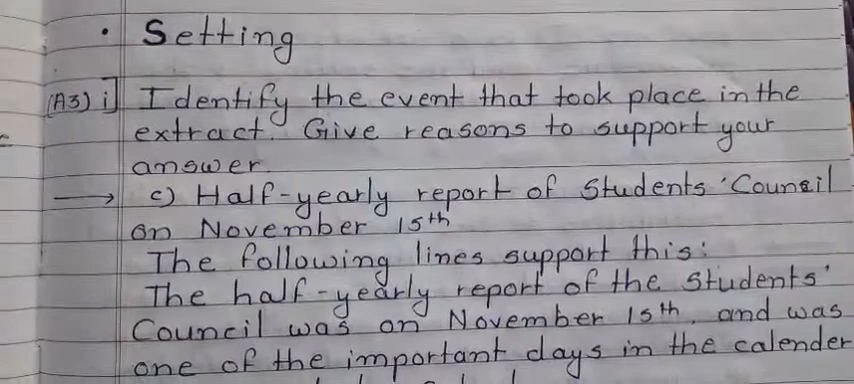 • Setting
(A3) i] Identify the event that took place in the
extract. Give reasons to support your
answer.
→ c) Half-yearly report of Students' Council
on November 15th
The following lines support this:
The half-yearly report of the Students'
Council was on November 15th, and was
one of the important days in the calender